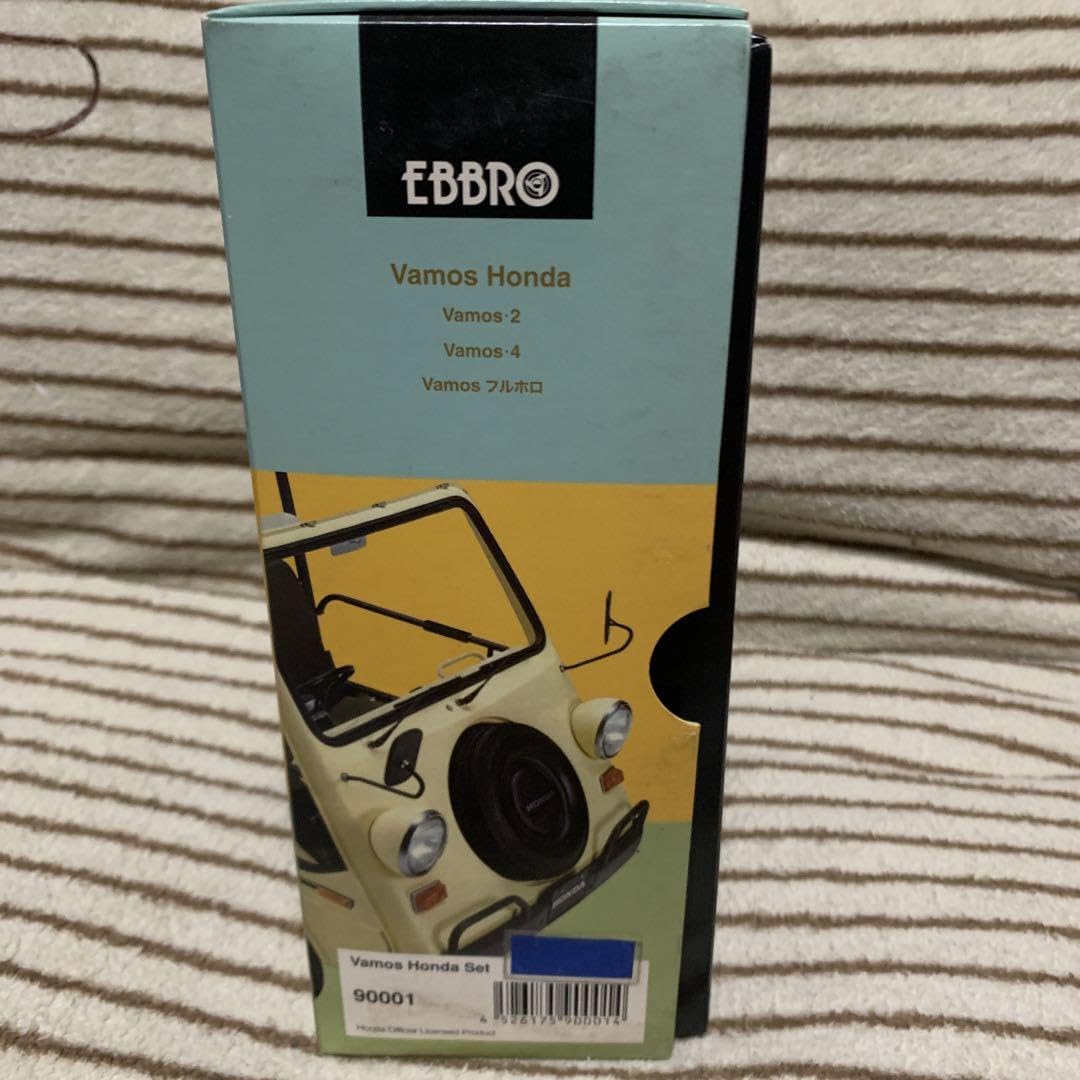 EBBRO
Vamos Honda
Vamos・2
Vamos・4
Vamos フルホロ
HONDA
HONDA
Vamos Honda Set
90001
4 526175 900014
Honda Official Licensed Product